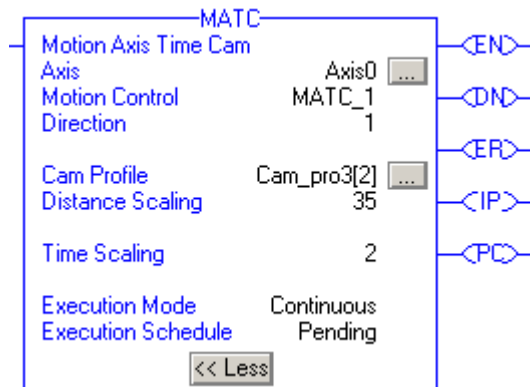 MATC
Motion Axis Time Cam
EN
Axis Axis0 ...
Motion Control MATC_1
DN
Direction 1
ER
Cam Profile Cam_pro3[2] ...
Distance Scaling 35
IP
Time Scaling 2
PC
Execution Mode Continuous
Execution Schedule Pending
<< Less